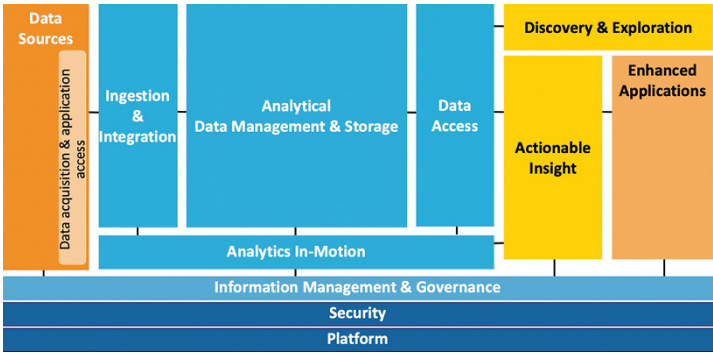 Data
Sources
Data acquisition & application
access
Ingestion
&
Integration
Analytical
Data Management & Storage
Data
Access
Discovery & Exploration
Actionable
Insight
Enhanced
Applications
Analytics In-Motion
Information Management & Governance
Security
Platform